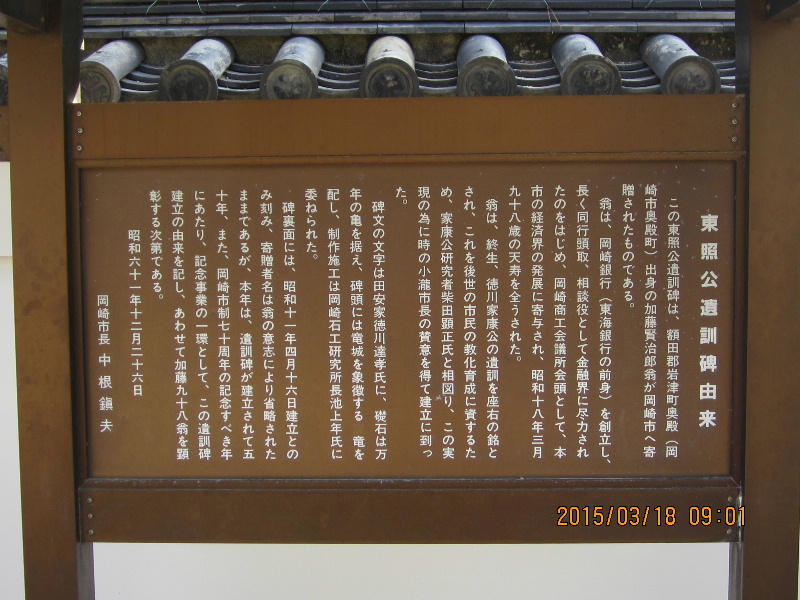 東照公遺訓碑由来
この東照公遺訓碑は、額田郡岩津町奥殿（岡
崎市奥殿町）出身の加藤賢治郎翁が岡崎市へ寄
贈されたものである。
翁は、岡崎銀行（東海銀行の前身）を創立し、
長く同行頭取、相談役として金融界に尽力され
たのをはじめ、岡崎商工会議所会頭として、本
市の経済界の発展に寄与され、昭和十八年三月
九十八歳の天寿を全うされた。
翁は、終生、徳川家康公の遺訓を座右の銘と
され、これを後世の市民の教化育成に資するた
め、家康公研究者柴田顕正氏と相図り、この実
現の為に時の小瀧市長の賛意を得て建立に到っ
た。
碑文の文字は田安家徳川達孝氏に、礎石は万
年の亀を据え、碑頭には竜城を象徴する　竜を
配し、制作施工は岡崎石工研究所長池上年氏に
委ねられた。
碑裏面には、昭和十一年四月十六日建立との
み刻み、寄贈者名は翁の意志により省略された
ままであるが、本年は、遺訓碑が建立されて五
十年、また、岡崎市制七十周年の記念すべき年
にあたり、記念事業の一環として、この遺訓碑
建立の由来を記し、あわせて加藤九十八翁を顕
彰する次第である。
昭和六十一年十二月二十六日
岡崎市長　中根鎭夫
2015/03/18 09:01